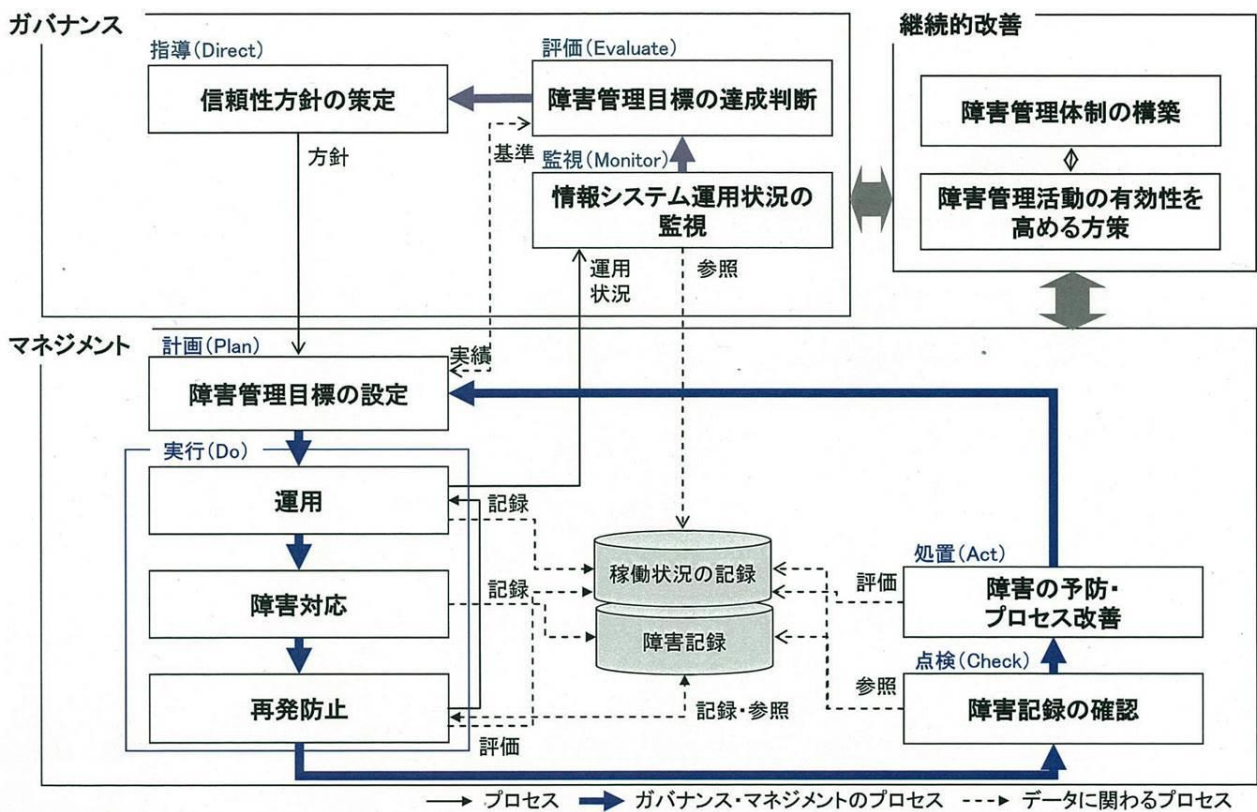 ガバナンス
指導(Direct)
信頼性方針の策定
評価(Evaluate)
障害管理目標の達成判断
方針
基準
監視(Monitor)
情報システム運用状況の
監視
運用
状況
参照
継続的改善
障害管理体制の構築
障害管理活動の有効性を
高める方策
マネジメント
計画(Plan)
実績
障害管理目標の設定
実行(Do)
運用
記録
障害対応
記録
再発防止
評価
稼働状況の記録
障害記録
記録・参照
処置(Act)
評価
障害の予防・
プロセス改善
点検(Check)
参照
障害記録の確認
プロセス
ガバナンス・マネジメントのプロセス
データに関わるプロセス